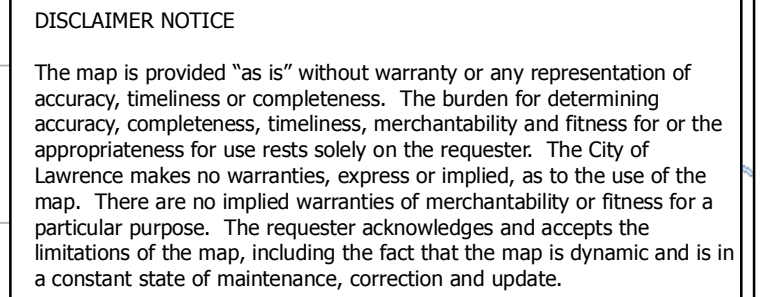 DISCLAIMER NOTICE
The map is provided “as is” without warranty or any representation of
accuracy, timeliness or completeness.  The burden for determining
accuracy, completeness, timeliness, merchantability and fitness for or the
appropriateness for use rests solely on the requester.  The City of
Lawrence makes no warranties, express or implied, as to the use of the
map.  There are no implied warranties of merchantability or fitness for a
particular purpose.  The requester acknowledges and accepts the
limitations of the map, including the fact that the map is dynamic and is in
a constant state of maintenance, correction and update.